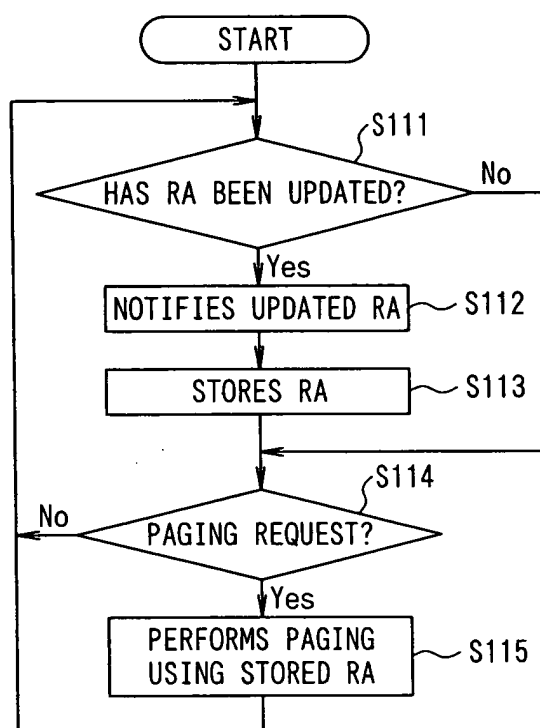 START
S111
HAS RA BEEN UPDATED?
No
Yes
NOTIFIES UPDATED RA
S112
STORES RA
S113
S114
No
PAGING REQUEST?
Yes
PERFORMS PAGING
USING STORED RA
S115